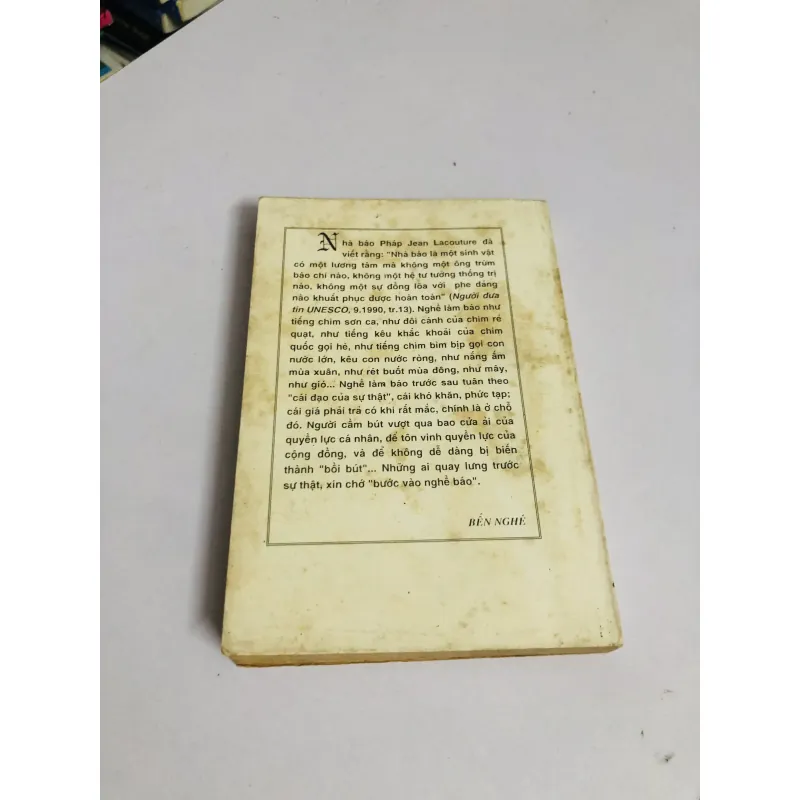 Nhà báo Pháp Jean Lacouture đã
viết rằng: "Nhà báo là một sinh vật
có một lương tâm mà không một ông trùm
báo chí nào, không một hệ tư tưởng thống trị
nào, không một sự đồng lõa với phe đảng
nào khuất phục được hoàn toàn" (Người đưa
tin UNESCO, 9.1990, tr.13). Nghề làm báo như
tiếng chim sơn ca, như đôi cánh của chim rẻ
quạt, như tiếng kêu khắc khoải của chim
quốc gọi hè, như tiếng chim bìm bịp gọi con
nước lớn, kêu con nước ròng, như nắng ấm
mùa xuân, như rét buốt mùa đông, như mây,
như gió... Nghề làm báo trước sau tuân theo
"cái đạo của sự thật", cái khó khăn, phức tạp;
cái giá phải trả có khi rất mắc, chính là ở chỗ
đó. Người cầm bút vượt qua bao cửa ải của
quyền lực cá nhân, để tôn vinh quyền lực của
cộng đồng, và để không dễ dàng bị biến
thành "bồi bút"... Những ai quay lưng trước
sự thật, xin chớ "bước vào nghề báo".
BẾN NGHÉ